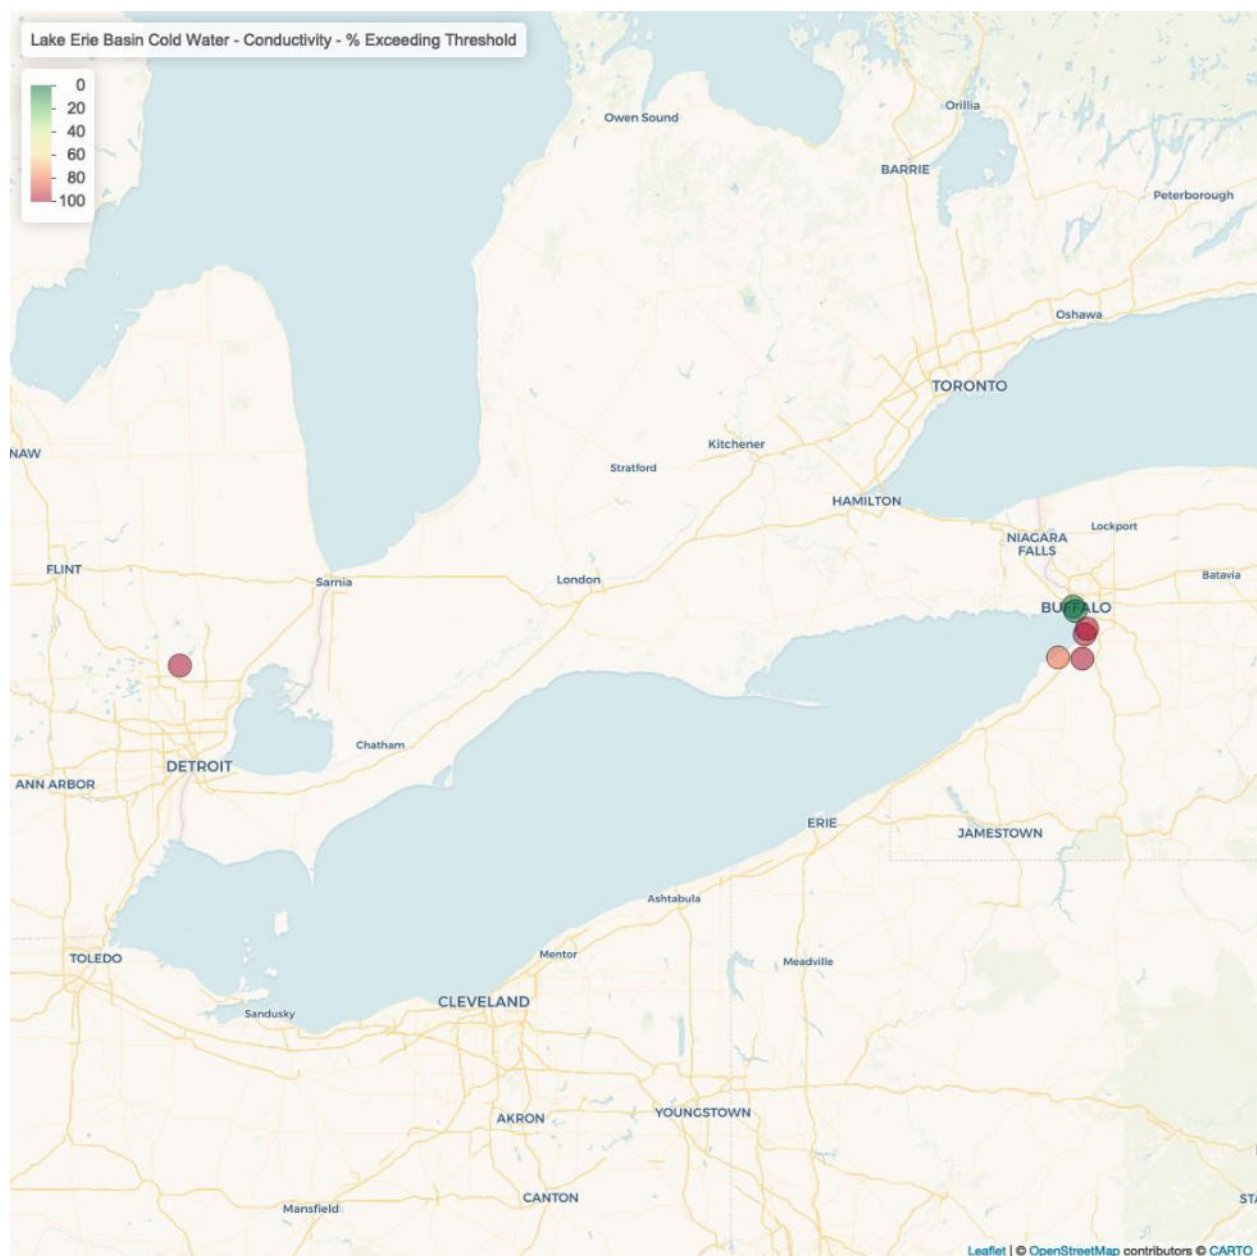 Lake Erie Basin Cold Water - Conductivity - % Exceeding Threshold
0
20
40
60
80
100
Owen Sound
Orillia
BARRIE
Peterborough
Oshawa
TORONTO
NAW
Kitchener
Stratford
HAMILTON
Lockport
NIAGARA
FALLS
FLINT
Sarnia
London
Batavia
BUFFALO
Chatham
DETROIT
ANN ARBOR
ERIE
JAMESTOWN
Ashtabula
TOLEDO
Mentor
Meadville
CLEVELAND
Sandusky
YOUNGSTOWN
AKRON
CANTON
STA
Mansfield
Leaflet | © OpenStreetMap contributors © CARTO